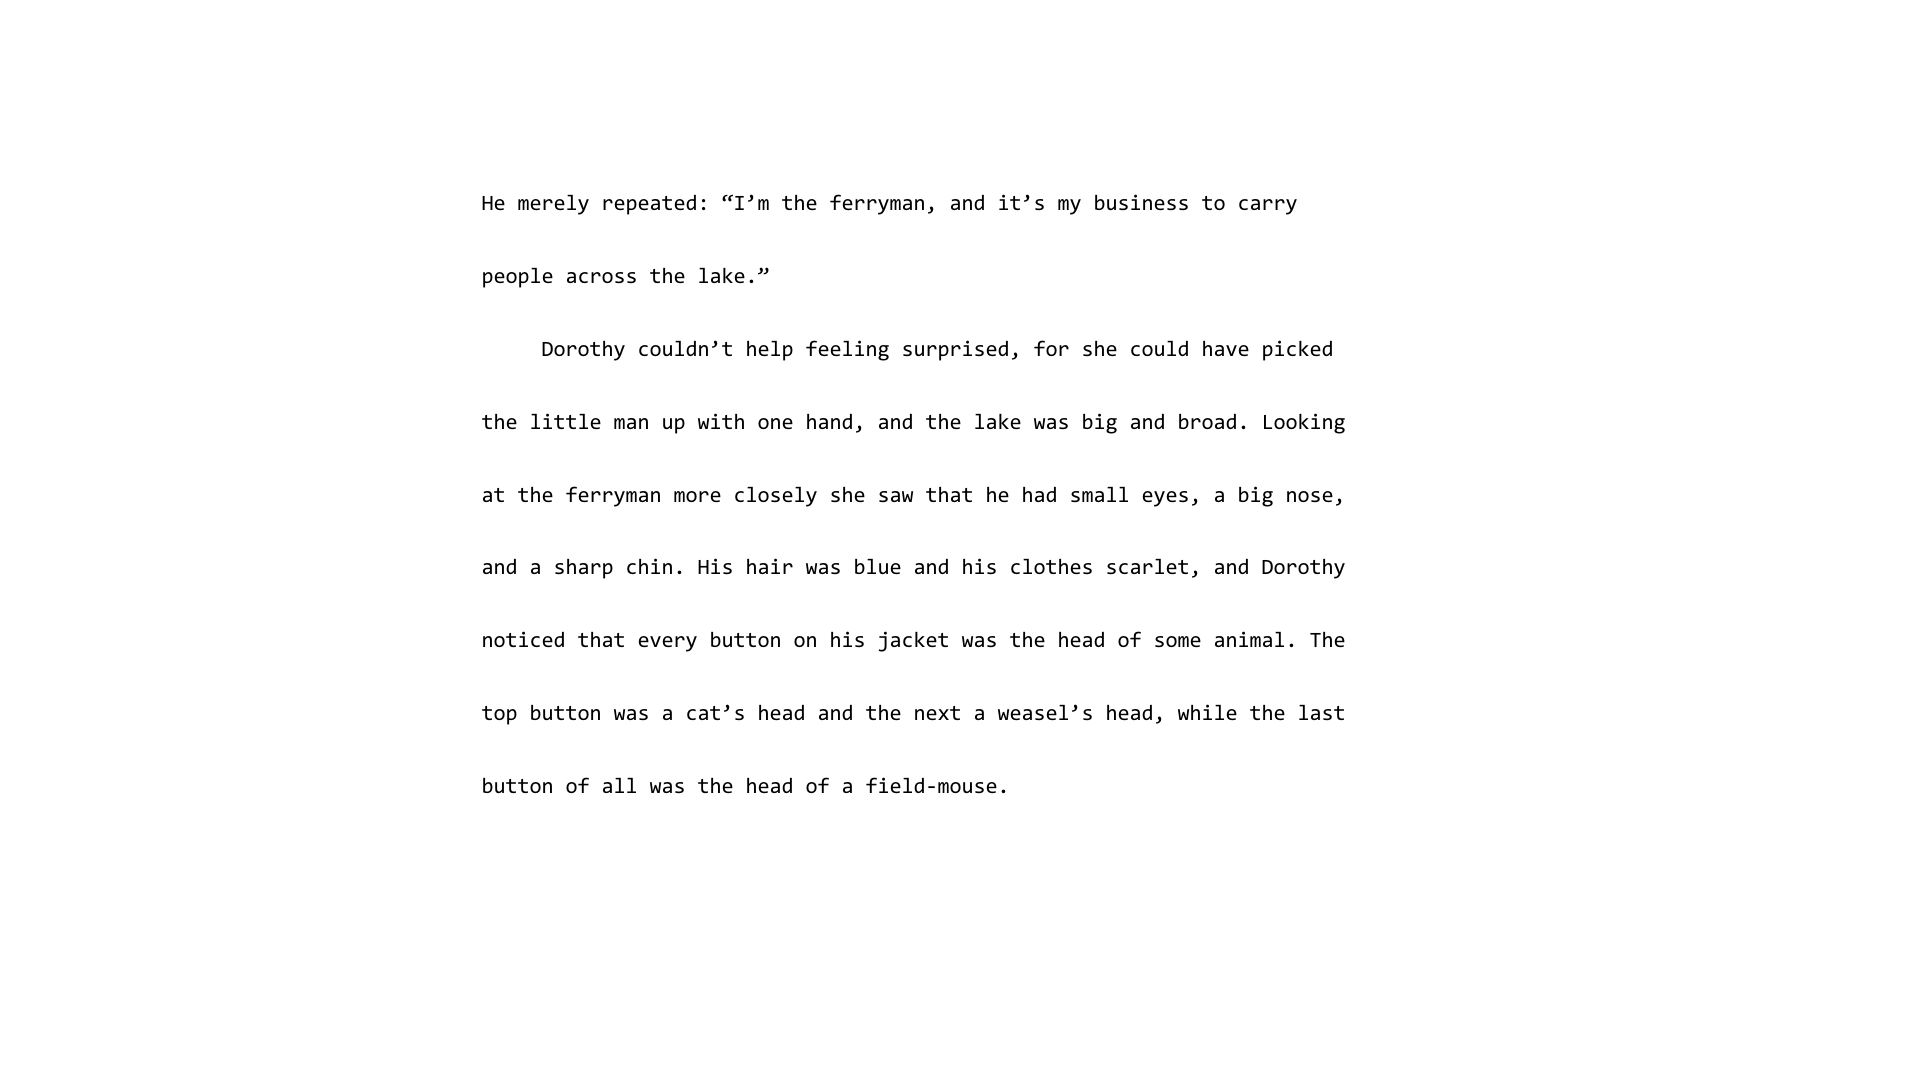 He merely repeated: “I’m the ferryman, and it’s my business to carry
people across the lake.”
Dorothy couldn’t help feeling surprised, for she could have picked
the little man up with one hand, and the lake was big and broad. Looking
at the ferryman more closely she saw that he had small eyes, a big nose,
and a sharp chin. His hair was blue and his clothes scarlet, and Dorothy
noticed that every button on his jacket was the head of some animal. The
top button was a cat’s head and the next a weasel’s head, while the last
button of all was the head of a field-mouse.